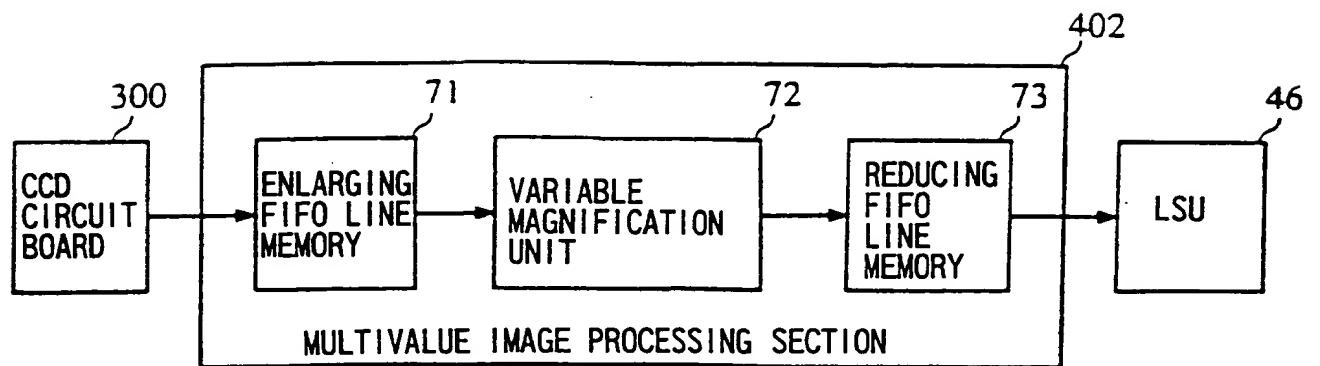 402
300
71
72
73
46
CCD
CIRCUIT
BOARD
ENLARGING
FIFO LINE
MEMORY
VARIABLE
MAGNIFICATION
UNIT
REDUCING
FIFO
LINE
MEMORY
LSU
MULTIVALUE IMAGE PROCESSING SECTION